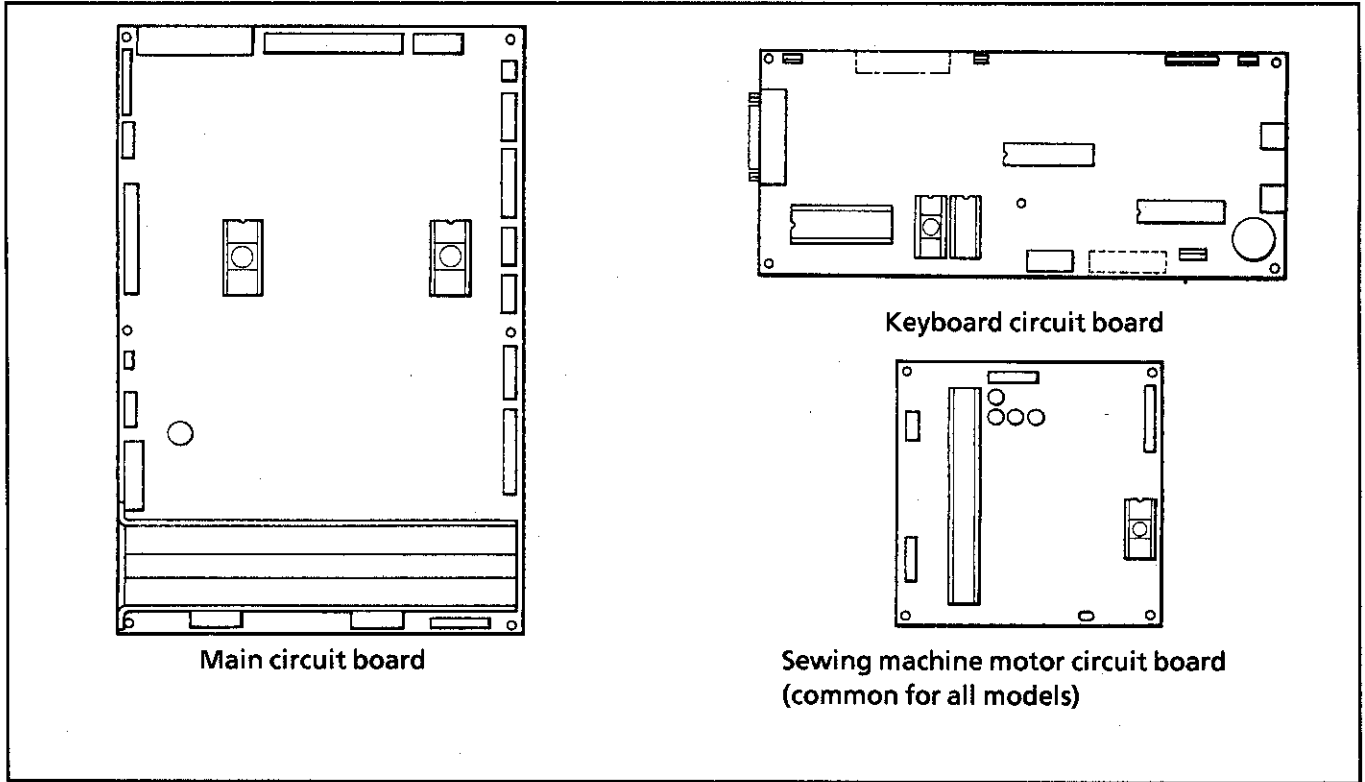 Keyboard circuit board
Main circuit board
Sewing machine motor circuit board
(common for all models)